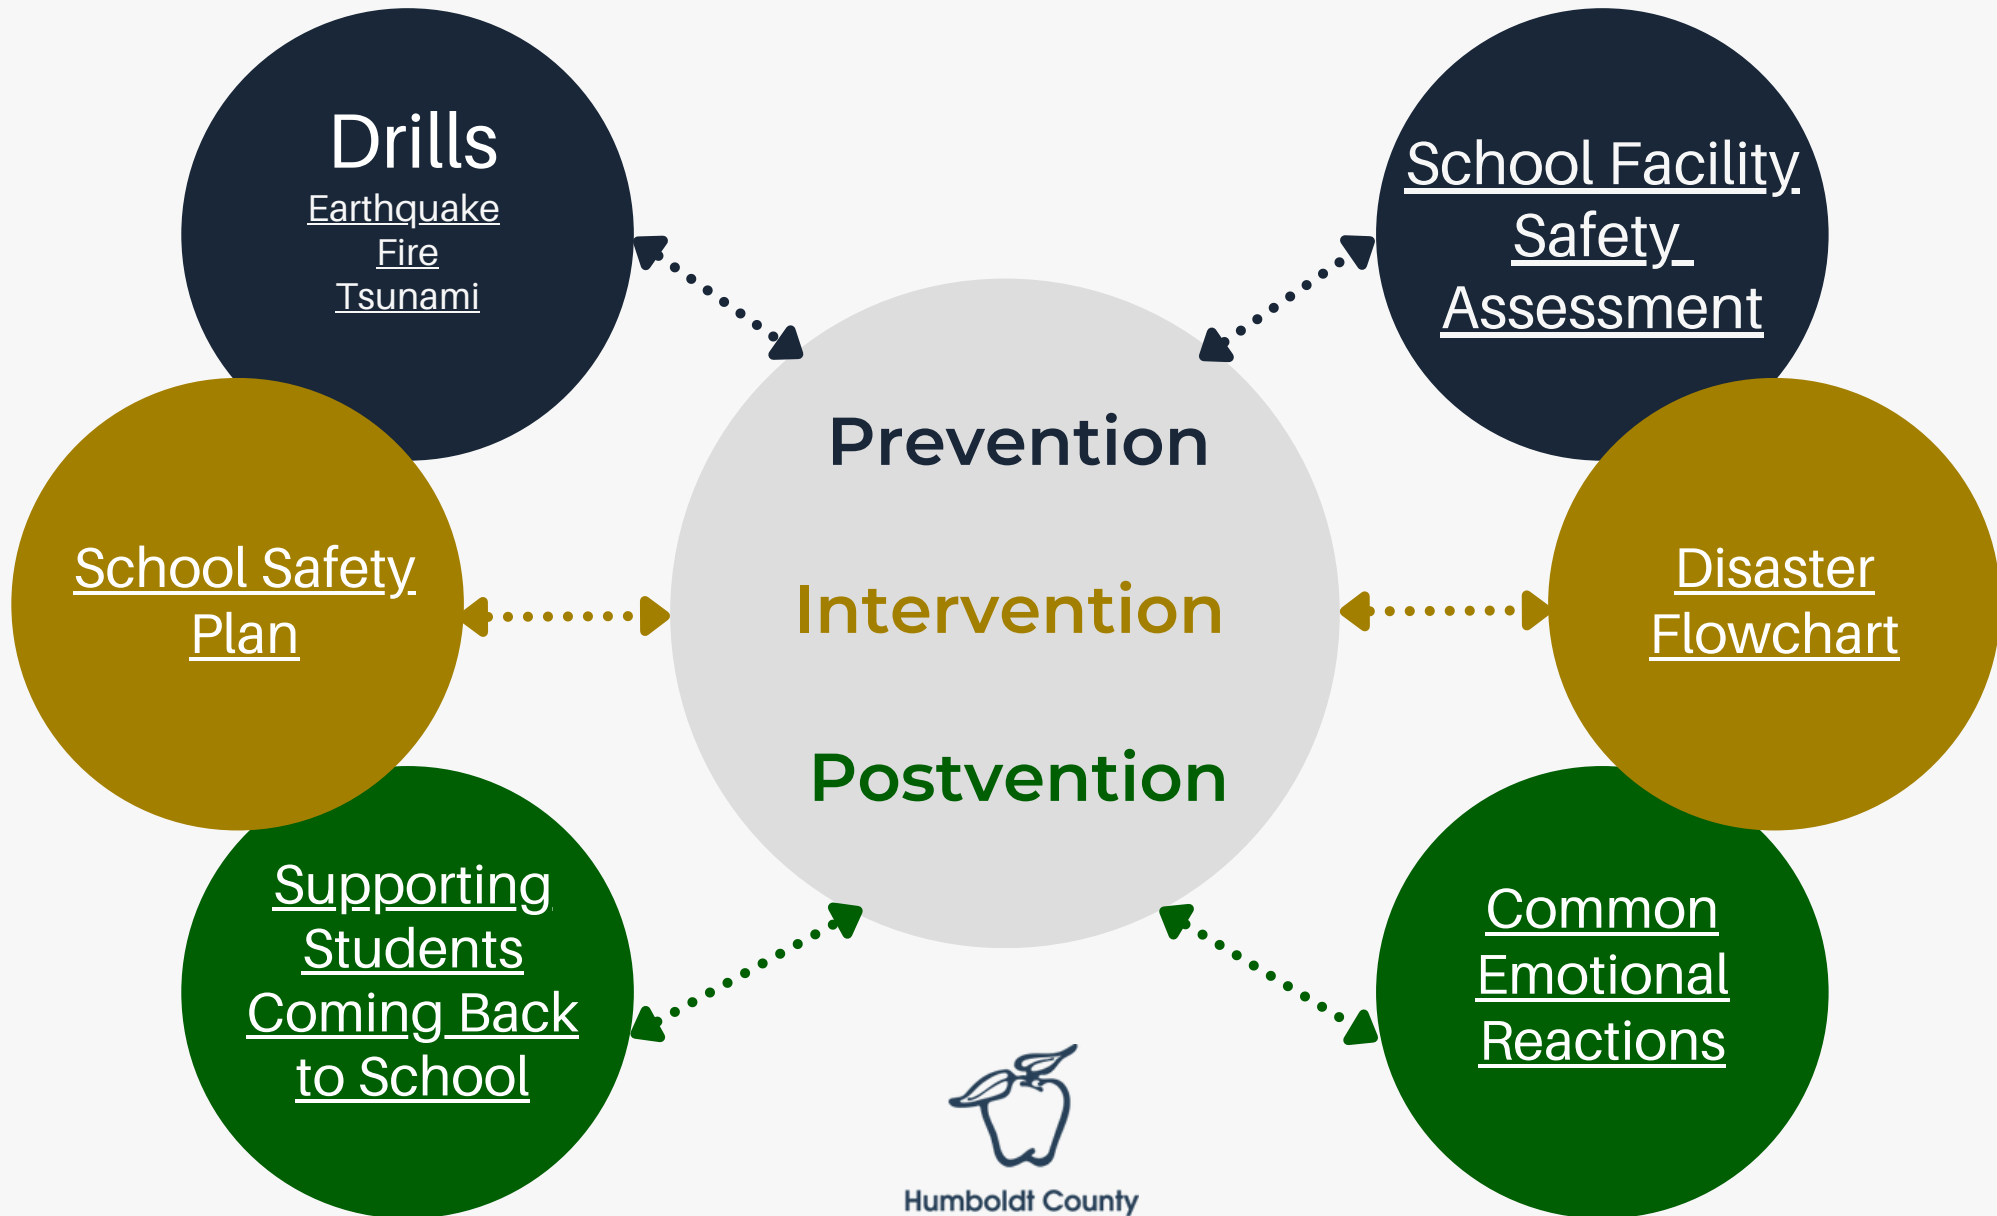 Drills
Earthquake
Fire
Tsunami
School Facility
Safety
Assessment
Prevention
School Safety
Plan
Intervention
Disaster
Flowchart
Postvention
Supporting
Students
Coming Back
to School
Common
Emotional
Reactions
Humboldt County